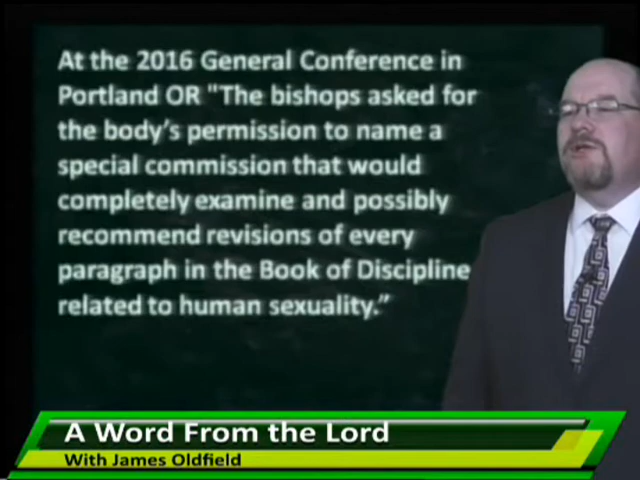 At the 2016 General Conference in
Portland OR "The bishops asked for
the body's permission to name a
special commission that would
completely examine and possibly
recommend revisions of every
paragraph in the Book of Discipline
related to human sexuality."
A Word From the Lord
With James Oldfield